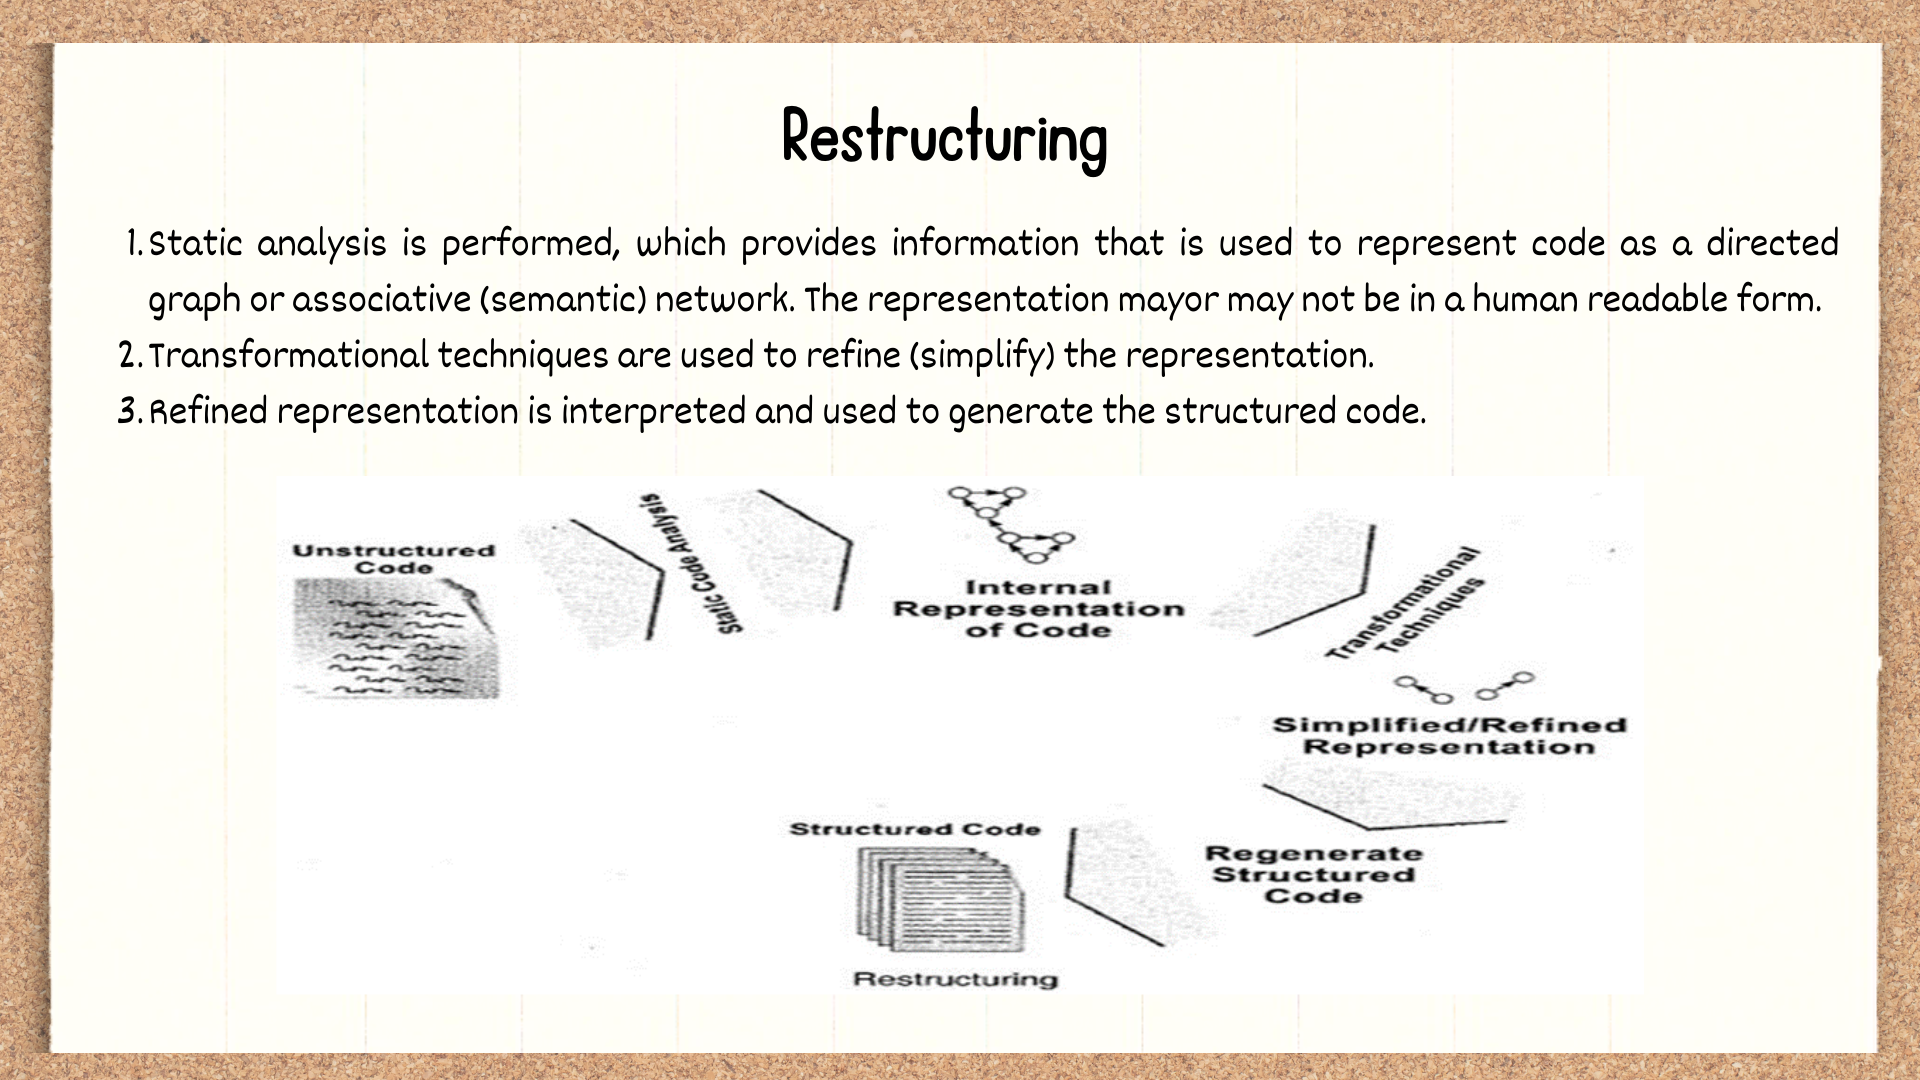 Restructuring
1. Static analysis is performed, which provides information that is used to represent code as a directed
graph or associative (semantic) network. The representation mayor may not be in a human readable form.
2. Transformational techniques are used to refine (simplify) the representation.
3. Refined representation is interpreted and used to generate the structured code.
Unstructured
Code
Static Code Analysis
Internal
Representation
of Code
Transformational
Techniques
Simplified/Refined
Representation
Regenerate
Structured
Code
Structured Code
Restructuring